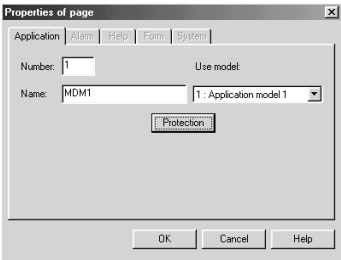 Properties of page
Application Alarm Help Form System
Number: 1 Use model:
Name: MDM1 1 : Application model 1
Protection
OK Cancel Help